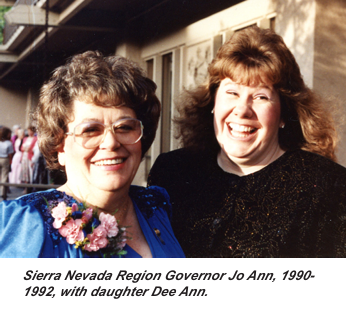 Sierra Nevada Region Governor Jo Ann, 1990-
1992, with daughter Dee Ann.